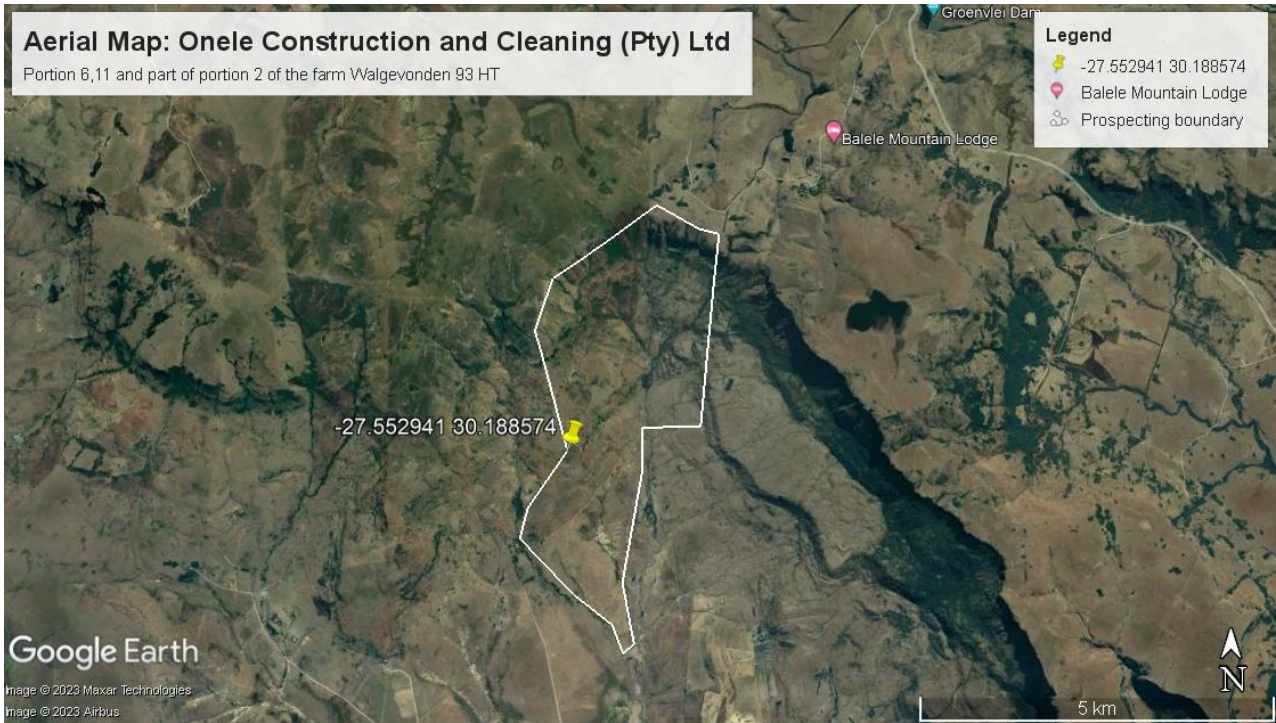 Aerial Map: Onele Construction and Cleaning (Pty) Ltd
Portion 6,11 and part of portion 2 of the farm Walgevonden 93 HT
Groenvlei Dam
Legend
-27.552941 30.188574
Balele Mountain Lodge
Prospecting boundary
Balele Mountain Lodge
-27.552941 30.188574
Google Earth
Image © 2023 Maxar Technologies
Image © 2023 Airbus
N
5 km